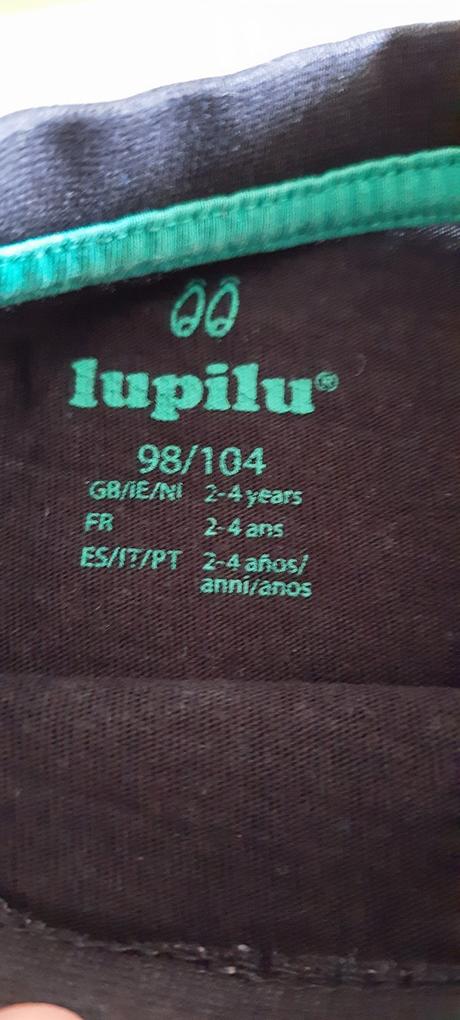 lupilu®
98/104
GB/IE/NI 2-4 years
FR 2-4 ans
ES/IT/PT 2-4 años/
anni/anos